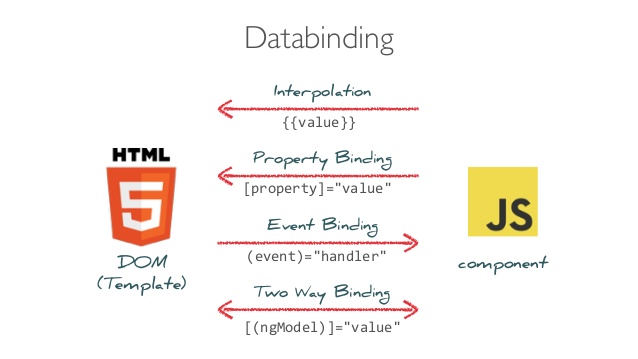 Databinding
Interpolation
{{value}}
Property Binding
[property]="value"
Event Binding
(event)="handler"
Two Way Binding
[(ngModel)]="value"
HTML
5
DOM
(Template)
JS
component